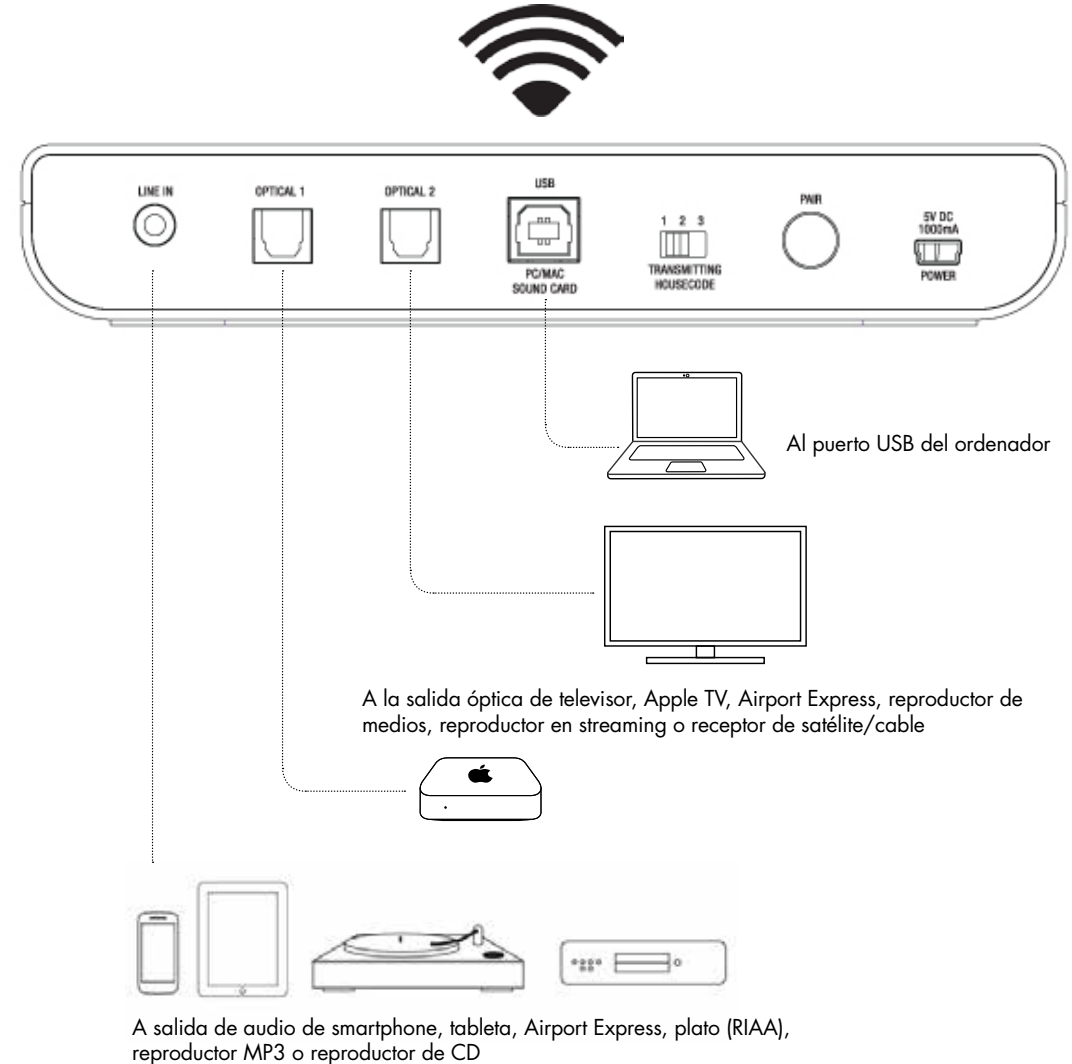 LINE IN
OPTICAL 1
OPTICAL 2
USB
PC/MAC
SOUND CARD
1 2 3
TRANSMITTING
HOUSECODE
PAIR
5V DC
1000mA
POWER
Al puerto USB del ordenador
A la salida óptica de televisor, Apple TV, Airport Express, reproductor de
medios, reproductor en streaming o receptor de satélite/cable
A salida de audio de smartphone, tableta, Airport Express, plato (RIAA),
reproductor MP3 o reproductor de CD